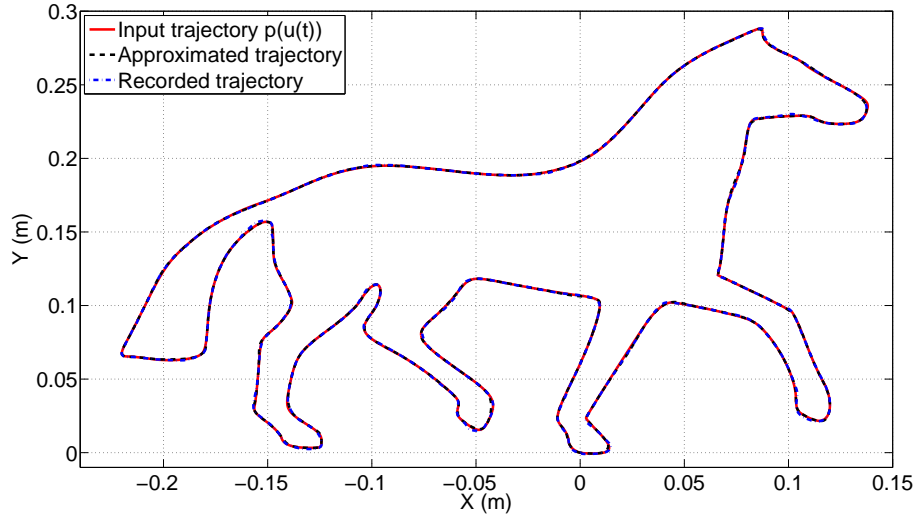 Input trajectory p(u(t))
Approximated trajectory
Recorded trajectory
Y (m)
0.3
0.25
0.2
0.15
0.1
0.05
0
−0.2 −0.15 −0.1 −0.05 0 0.05 0.1 0.15
X (m)